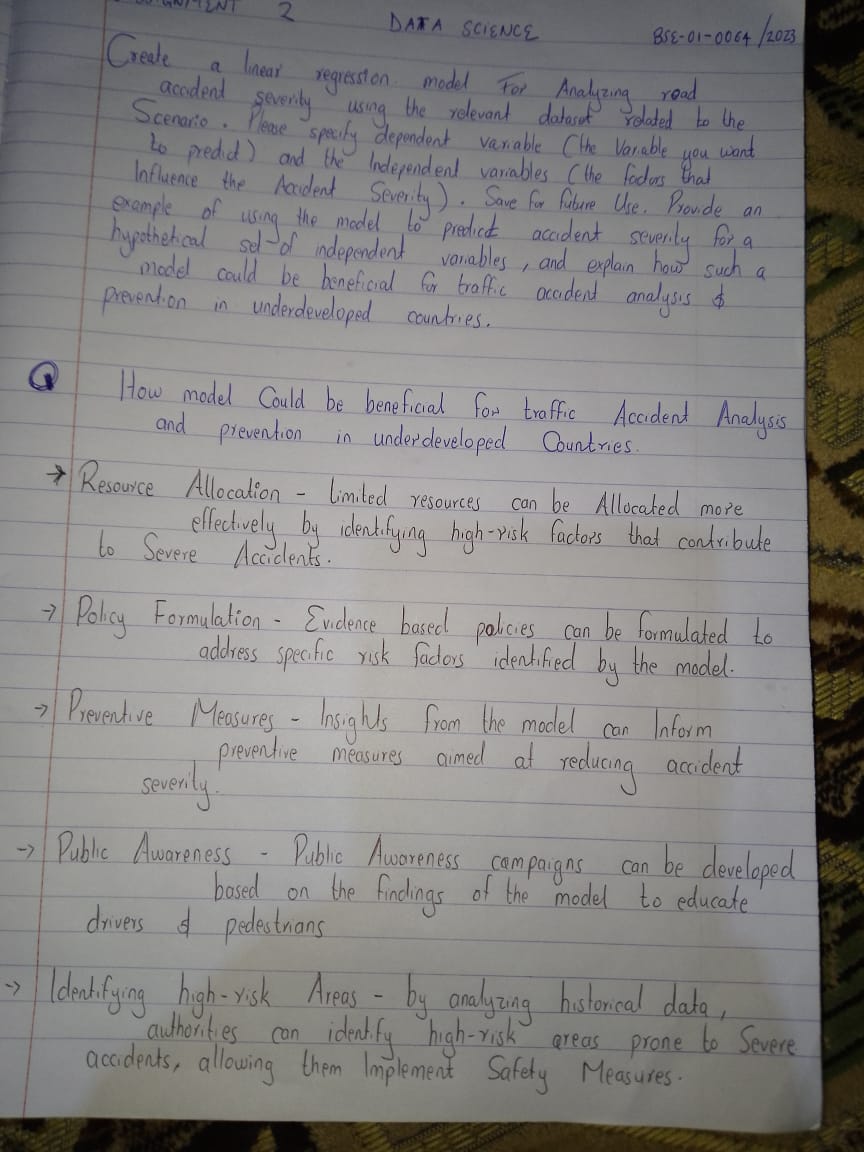 2
DATA SCIENCE
BSE-01-0064/2023
Create a linear regression model For Analyzing road
accident severity using the relevant dataset related to the
Scenario. Please specify dependent variable (the Variable you want
to predict) and the Independent variables (the factors that
Influence the Accident Severity). Save for future Use. Provide an
example of using the model to predict accident severity for a
hypothetical set of independent variables, and explain how such a
model could be beneficial for traffic accident analysis &
prevention in underdeveloped countries.
Q How model Could be beneficial for traffic Accident Analysis
and prevention in underdeveloped Countries.
→ Resource Allocation - Limited resources can be Allocated more
effectively by identifying high-risk factors that contribute
to Severe Accidents.
→ Policy Formulation - Evidence based policies can be formulated to
address specific risk factors identified by the model.
→ Preventive Measures - Insights from the model can Inform
preventive measures aimed at reducing accident
severity.
→ Public Awareness - Public Awareness campaigns can be developed
based on the findings of the model to educate
drivers & pedestrians
→ Identifying high-risk Areas - by analyzing historical data,
authorities can identify high-risk areas prone to Severe
accidents, allowing them Implement Safety Measures.